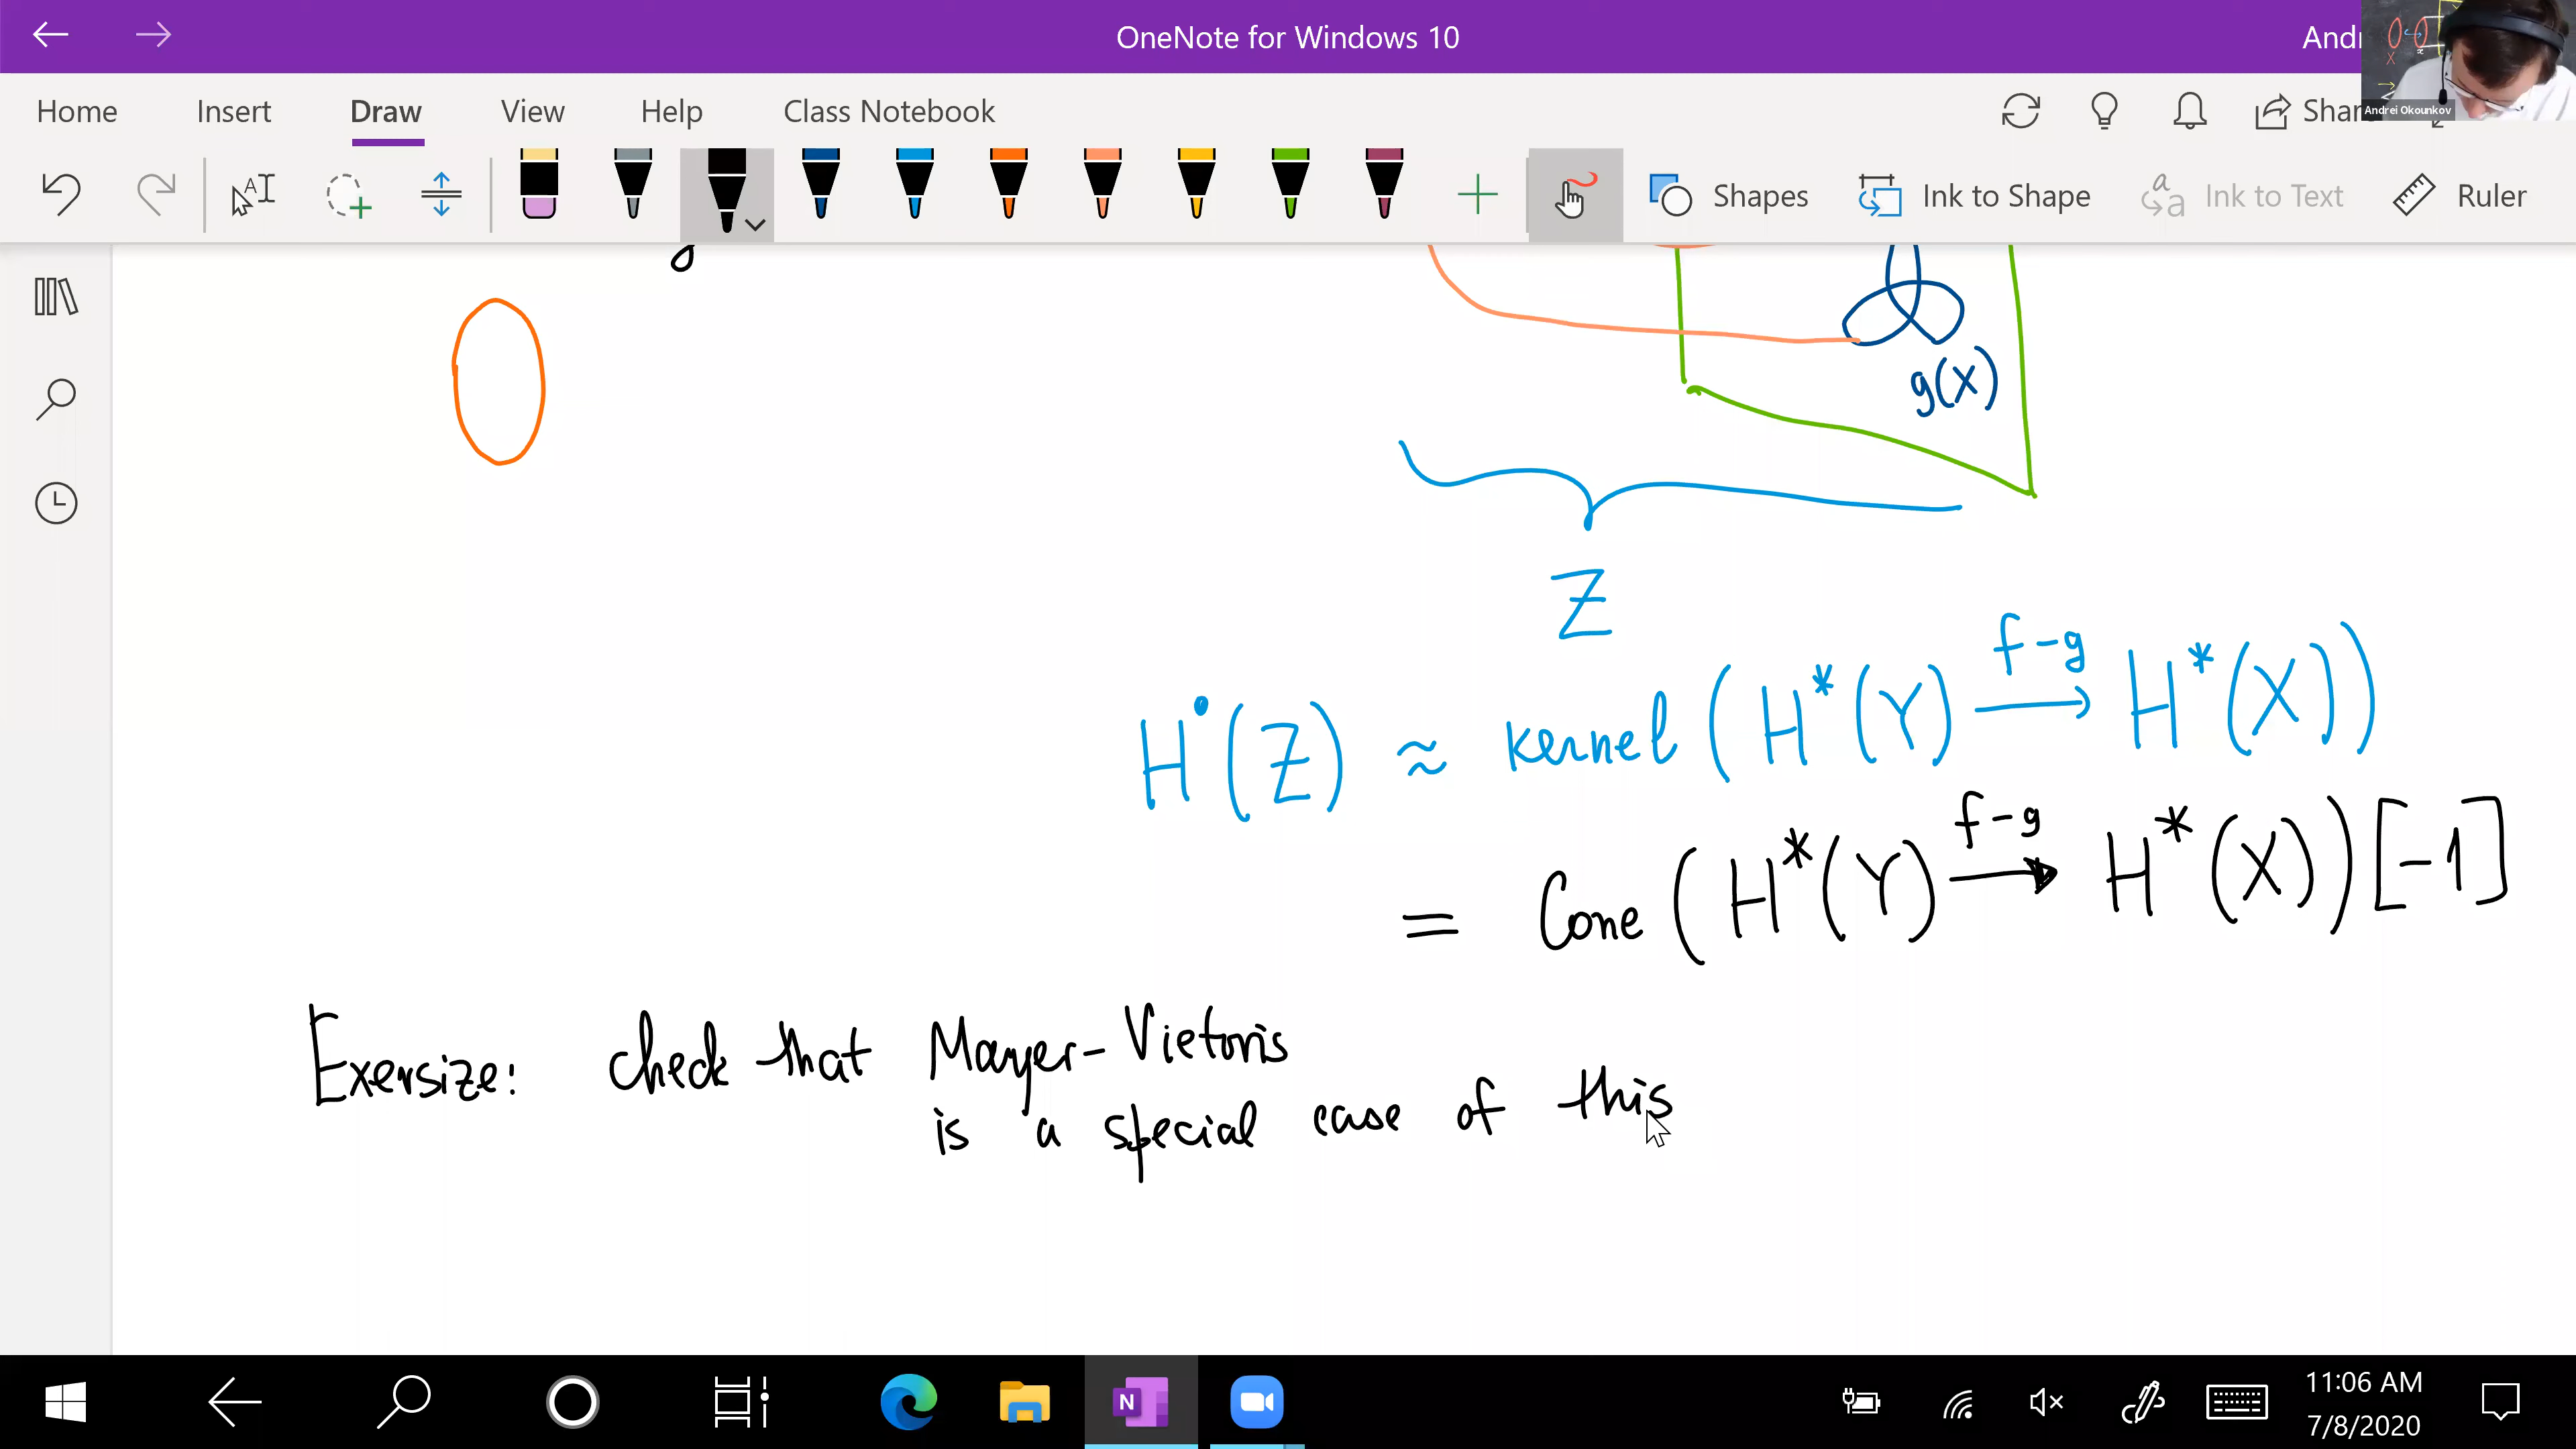 OneNote for Windows 10
Andr
Andrei Okounkov
Home Insert Draw View Help Class Notebook
Shar
Shapes Ink to Shape Ink to Text Ruler
g(X)
Z
H•(Z) ≈ kernel ( H*(Y) f-g → H*(X) )
= Cone ( H*(Y) f-g → H*(X) ) [-1]
Exersize: check that Mayer-Vietoris
is a special case of this
11:06 AM
7/8/2020